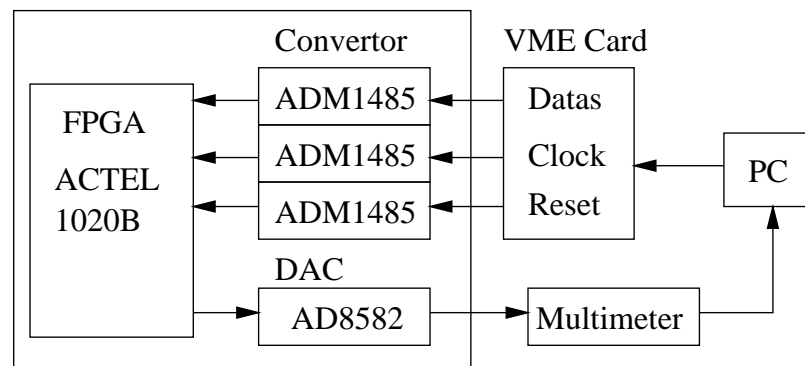 Convertor
VME Card
FPGA
ACTEL
1020B
ADM1485
ADM1485
ADM1485
Datas
Clock
Reset
PC
DAC
AD8582
Multimeter